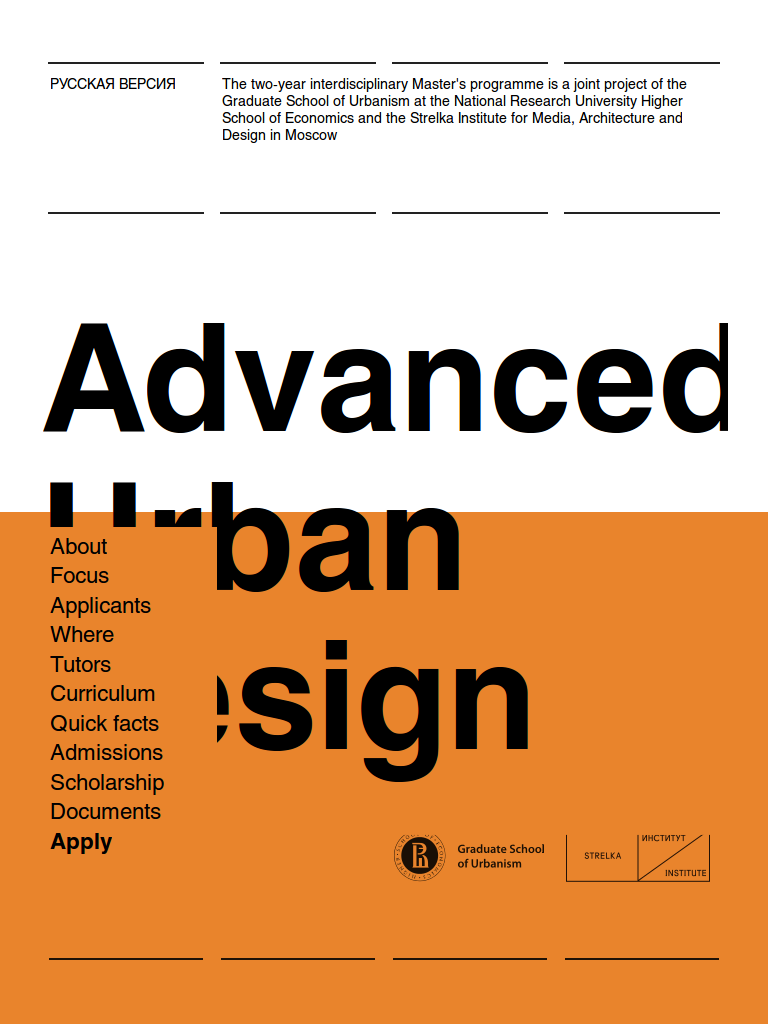 РУССКАЯ ВЕРСИЯ
The two-year interdisciplinary Master's programme is a joint project of the
Graduate School of Urbanism at the National Research University Higher
School of Economics and the Strelka Institute for Media, Architecture and
Design in Moscow
Advanced
Urban
esign
About
Focus
Applicants
Where
Tutors
Curriculum
Quick facts
Admissions
Scholarship
Documents
Apply
Graduate School
of Urbanism
STRELKA
ИНСТИТУТ
INSTITUTE